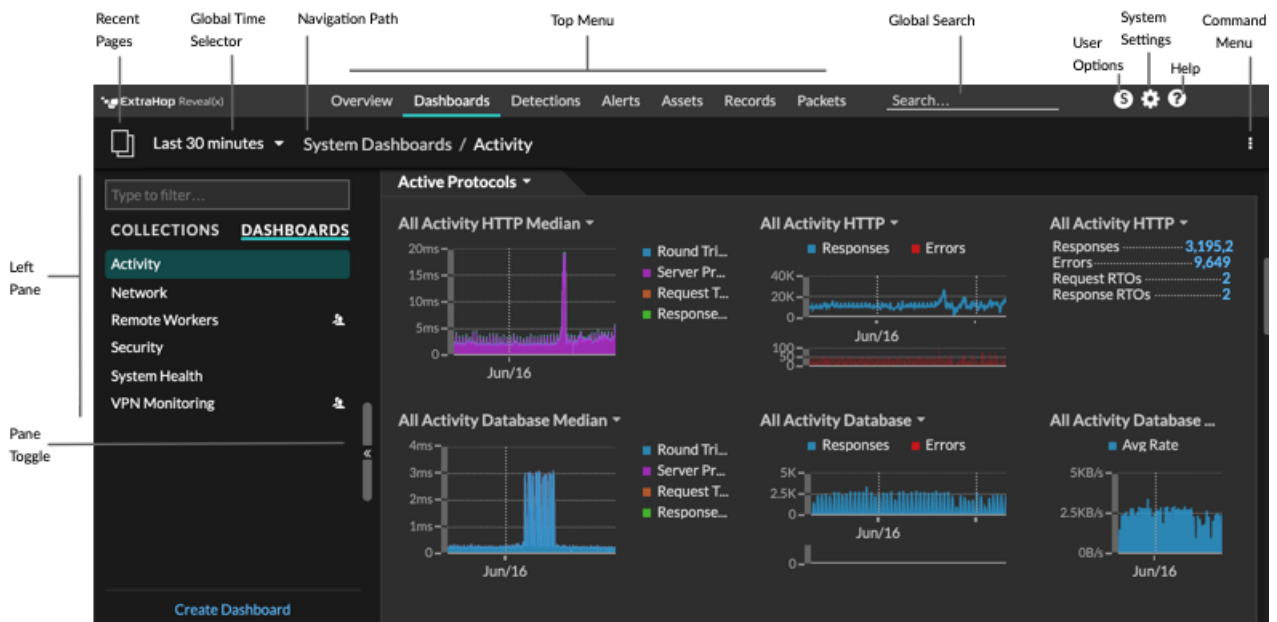 Recent
Pages
Global Time
Selector
Navigation Path
Top Menu
Global Search
User
Options
System
Settings
Help
Command
Menu
ExtraHop Reveal(x)
Overview Dashboards Detections Alerts Assets Records Packets Search... S ?
Last 30 minutes System Dashboards / Activity
Left
Pane
Pane
Toggle
Type to filter...
COLLECTIONS DASHBOARDS
Activity
Network
Remote Workers
Security
System Health
VPN Monitoring
«
Create Dashboard
Active Protocols
All Activity HTTP Median
20ms
15ms
10ms
5ms
0
Jun/16
Round Tri...
Server Pr...
Request T...
Response...
All Activity HTTP
Responses Errors
40K
20K
0
Jun/16
100
50
0
All Activity HTTP
Responses 3,195,2
Errors 9,649
Request RTOs 2
Response RTOs 2
All Activity Database Median
4ms
3ms
2ms
1ms
0
Jun/16
Round Tri...
Server Pr...
Request T...
Response...
All Activity Database
Responses Errors
5K
2.5K
0
Jun/16
0
All Activity Database ...
Avg Rate
5KB/s
2.5KB/s
0B/s
Jun/16